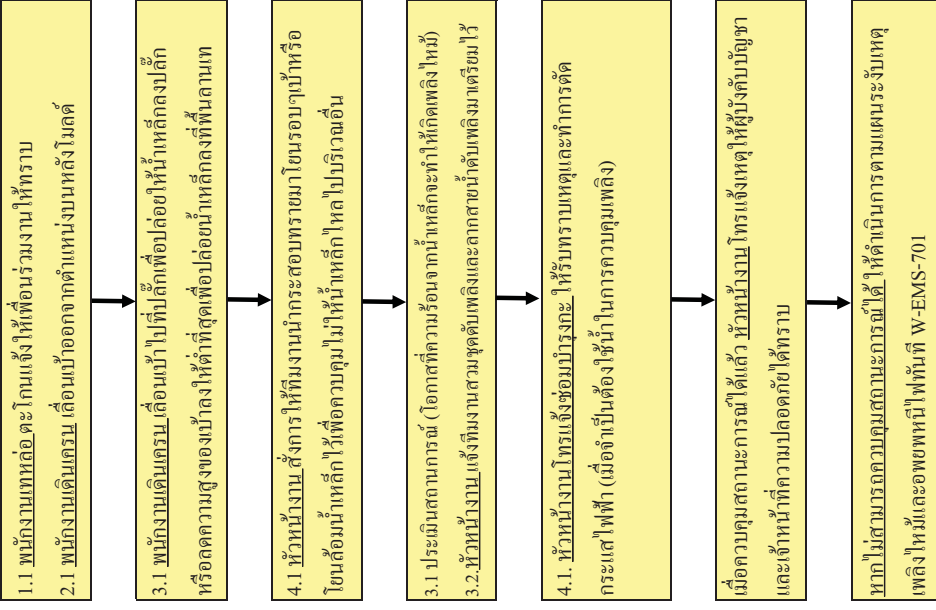 1.1 พนักงานเทหล่อ ตะโกนแจ้งให้เพื่อนร่วมงานให้ทราบ
2.1 พนักงานเดินเครน เลื่อนเบ้าออกจากตำแหน่งบนหลังโมลด์
3.1 พนักงานเดินเครน เลื่อนเบ้าไปที่ปลั๊กเพื่อปล่อยให้น้ำเหล็กลงปลั๊ก
หรือลดความสูงของเบ้าลงให้ต่ำที่สุดเพื่อปล่อยน้ำเหล็กลงที่พื้นลานเท
4.1 หัวหน้างาน สั่งการให้ทีมงานนำกระสอบทรายมาโยนรอบๆเบ้าหรือ
โยนล้อมน้ำเหล็กไว้เพื่อควบคุมไม่ให้น้ำเหล็กไหลไปบริเวณอื่น
3.1 ประเมินสถานการณ์ (โอกาสที่ความร้อนจากน้ำเหล็กจะทำให้เกิดเพลิงไหม้)
3.2.หัวหน้างาน แจ้งทีมงานสวมชุดดับเพลิงและลากสายน้ำดับเพลิงมาเตรียมไว้
4.1. หัวหน้างานโทรแจ้งซ่อมบำรุงกะ ให้รับทราบเหตุและทำการตัด
กระแสไฟฟ้า (เมื่อจำเป็นต้องใช้น้ำในการควบคุมเพลิง)
เมื่อควบคุมสถานะการณ์ได้แล้ว หัวหน้างานโทรแจ้งเหตุให้ผู้บังคับบัญชา
และเจ้าหน้าที่ความปลอดภัยได้ทราบ
หากไม่สามารถควบคุมสถานะการณ์ได้ ให้ดำเนินการตามแผนระงับเหตุ
เพลิงไหม้และอพยพหนีไฟทันที W-EMS-701